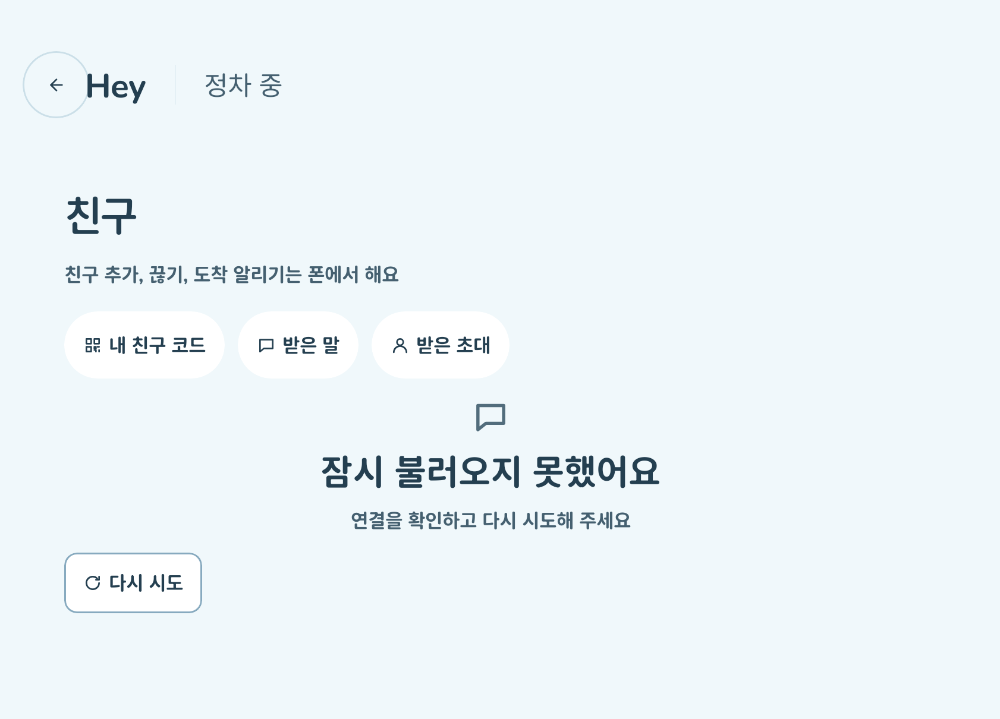 Hey 정차 중
친구
친구 추가, 끊기, 도착 알리기는 폰에서 해요
내 친구 코드 받은 말 받은 초대
잠시 불러오지 못했어요
연결을 확인하고 다시 시도해 주세요
다시 시도